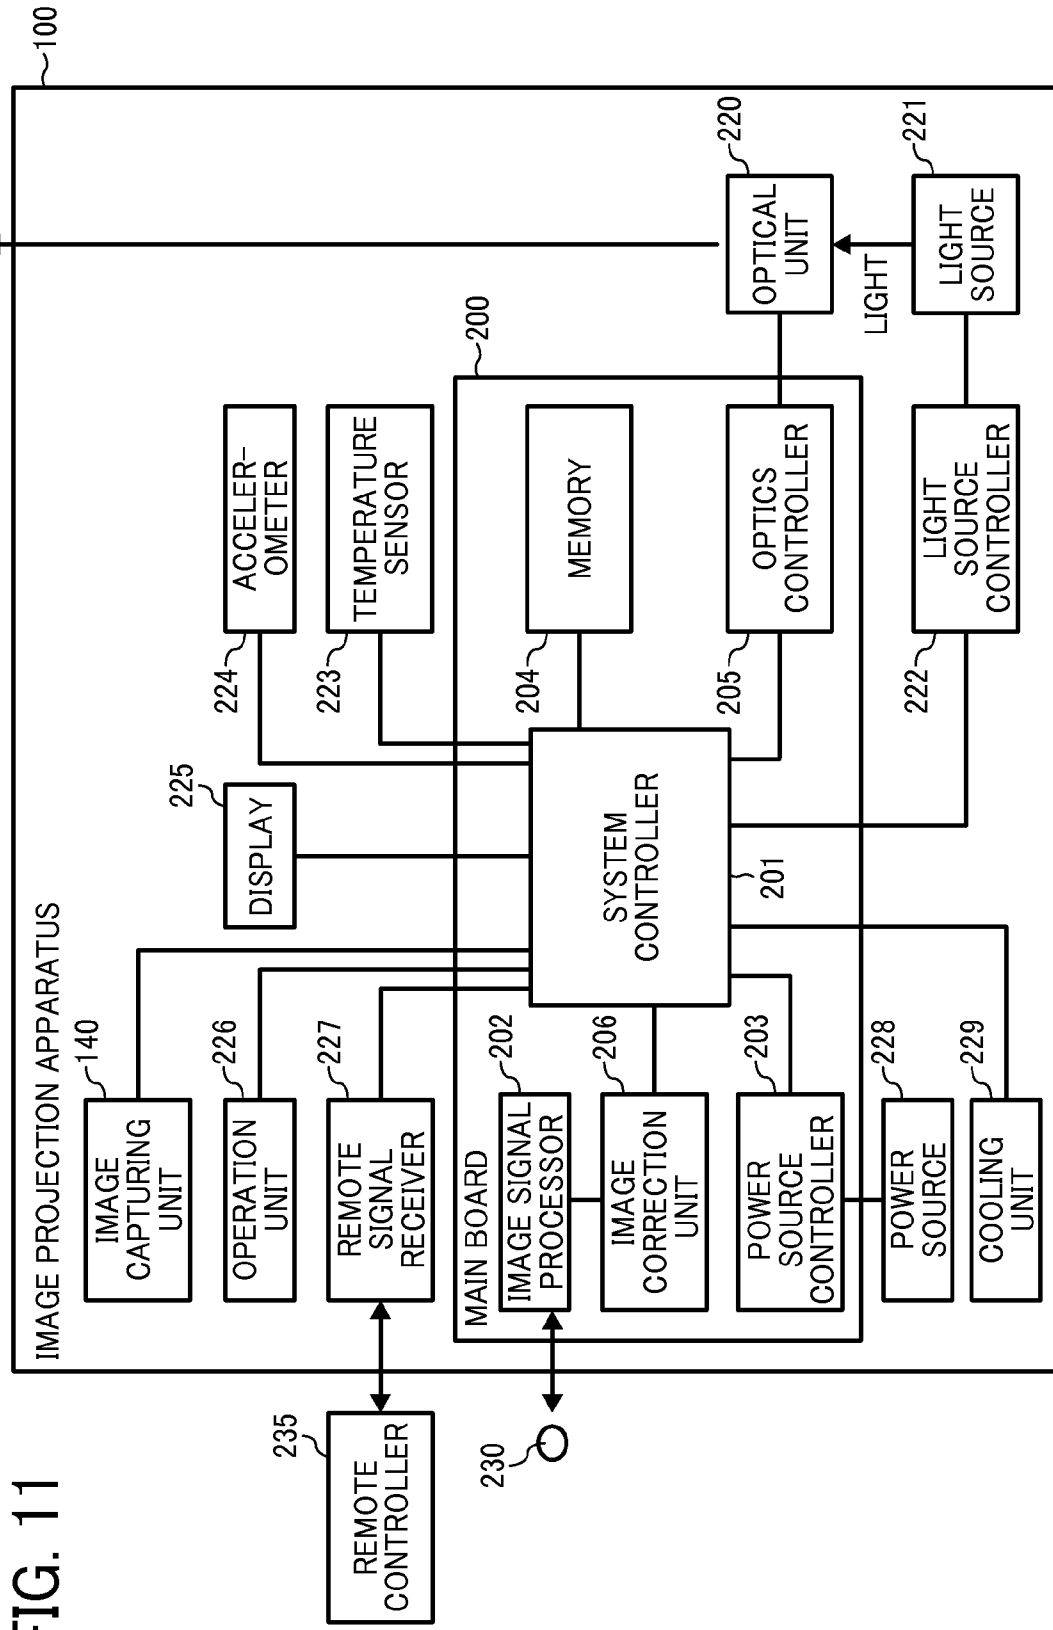 FIG. 11
IMAGE PROJECTION APPARATUS
100
IMAGE
CAPTURING
UNIT
140
OPERATION
UNIT
226
REMOTE
SIGNAL
RECEIVER
227
REMOTE
CONTROLLER
235
DISPLAY
225
ACCELER-
OMETER
224
TEMPERATURE
SENSOR
223
MAIN BOARD
200
IMAGE SIGNAL
PROCESSOR
202
230
IMAGE
CORRECTION
UNIT
206
POWER
SOURCE
CONTROLLER
203
SYSTEM
CONTROLLER
201
MEMORY
204
OPTICS
CONTROLLER
205
OPTICAL
UNIT
220
LIGHT
LIGHT
SOURCE
221
LIGHT
SOURCE
CONTROLLER
222
POWER
SOURCE
228
COOLING
UNIT
229